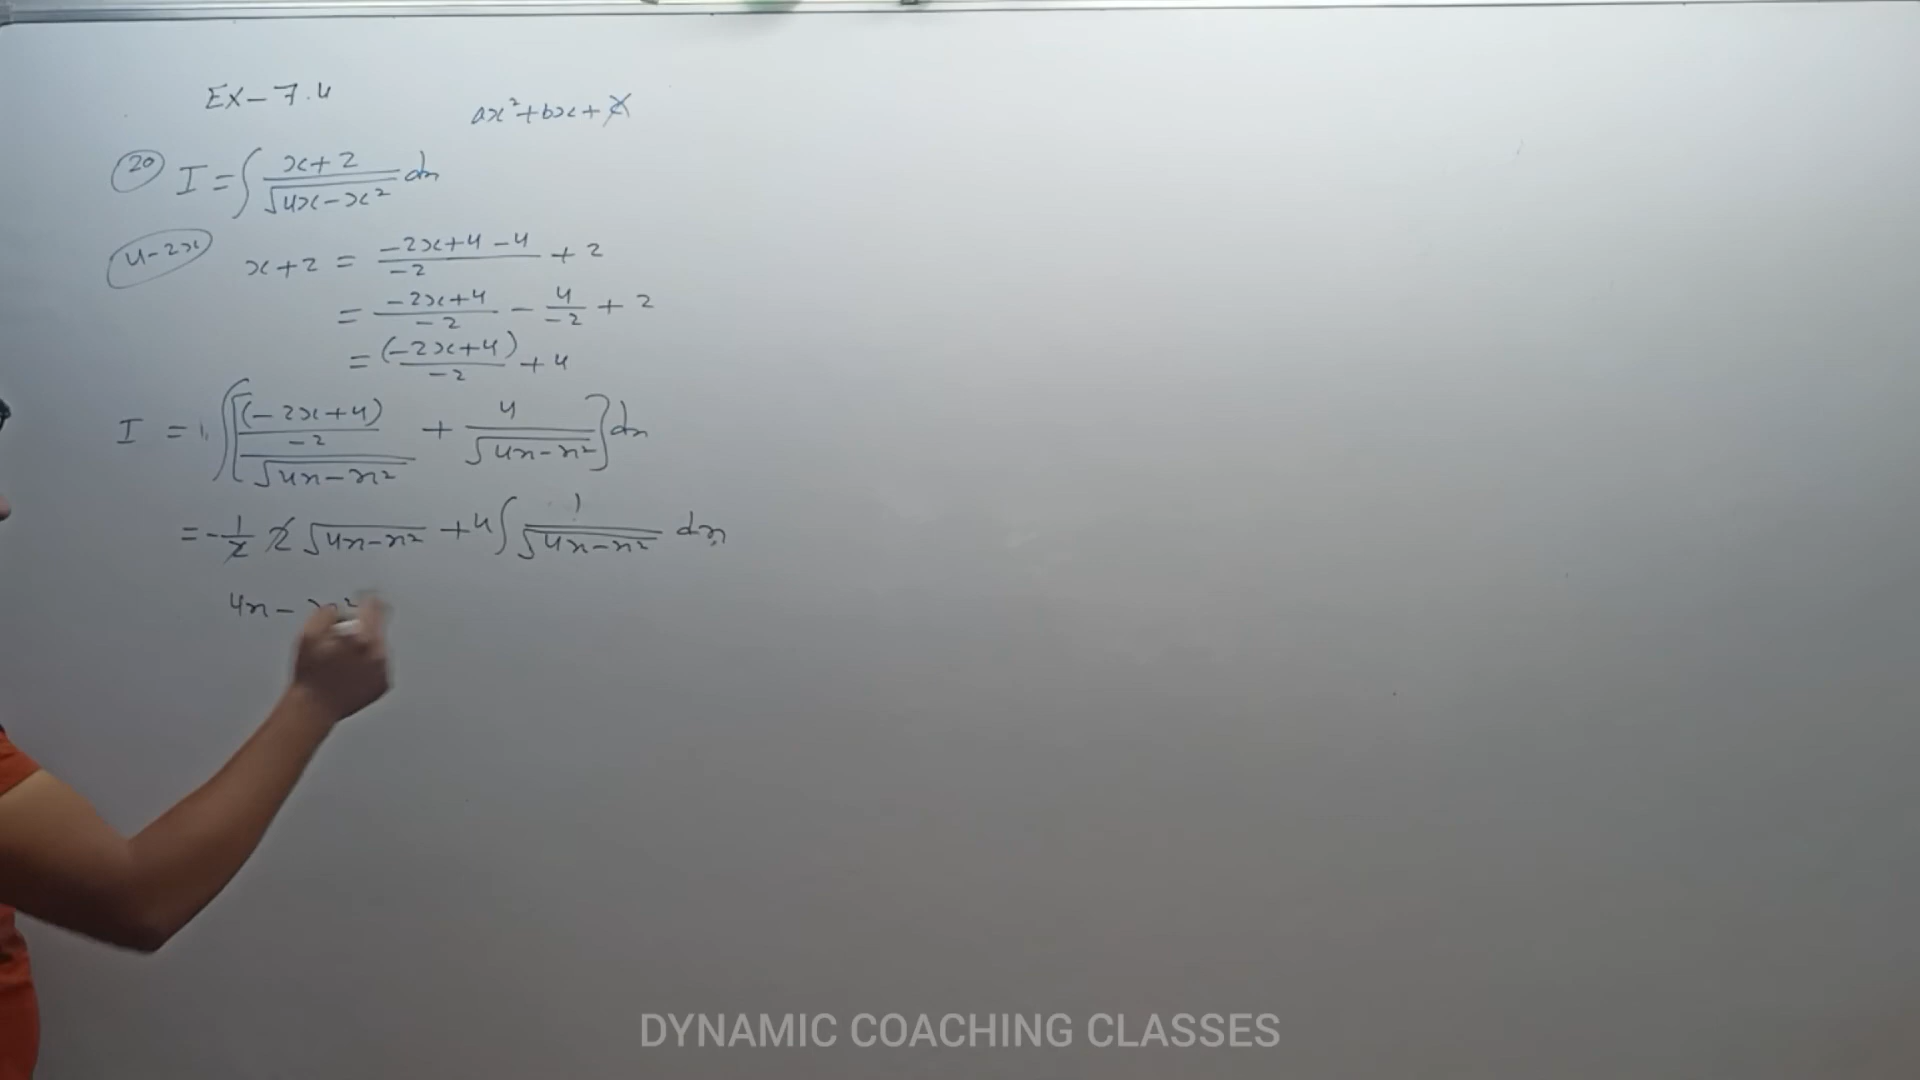 EX-7.4
ax²+bx+c
20 I = ∫ x+2 / √4x-x² dx
4-2x x+2 = -2x+4-4 / -2 + 2
= -2x+4 / -2 - 4 / -2 + 2
= (-2x+4) / -2 + 4
I = ∫ [ (-2x+4) / -2 / √4x-x² + 4 / √4x-x² ] dx
= - 1/2 2 √4x-x² + 4 ∫ 1 / √4x-x² dx
4x - x²
DYNAMIC COACHING CLASSES